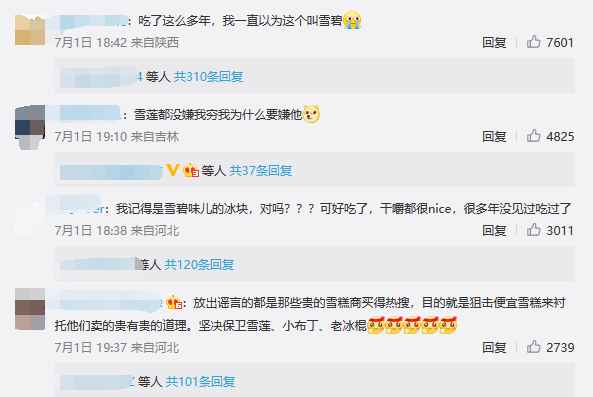 ：吃了这么多年，我一直以为这个叫雪碧
7月1日 18:42 来自陕西 回复 7601
4 等人 共310条回复
：雪莲都没嫌我穷我为什么要嫌他
7月1日 19:10 来自吉林 回复 4825
等人 共37条回复
er：我记得是雪碧味儿的冰块，对吗？？？可好吃了，干嚼都很nice，很多年没见过吃过了
7月1日 18:38 来自河北 回复 3011
等人 共120条回复
：放出谣言的都是那些贵的雪糕商买得热搜，目的就是狙击便宜雪糕来衬
托他们卖的贵有贵的道理。坚决保卫雪莲、小布丁、老冰棍
7月1日 19:37 来自河北 回复 2739
等人 共101条回复